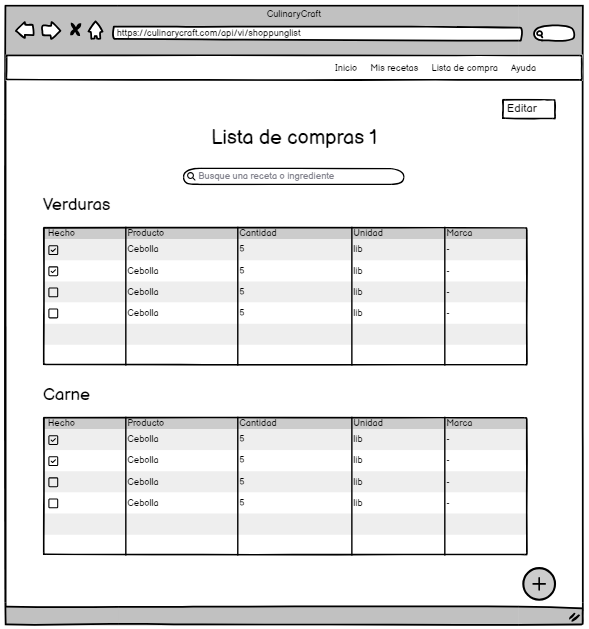 CulinaryCraft
https://culinarycraft.com/api/vi/shoppunglist
Inicio Mis recetas Lista de compra Ayuda
Editar
Lista de compras 1
Busque una receta o ingrediente
Verduras
Hecho Producto Cantidad Unidad Marca
Cebolla 5 lib -
Cebolla 5 lib -
Cebolla 5 lib -
Cebolla 5 lib -
Carne
Hecho Producto Cantidad Unidad Marca
Cebolla 5 lib -
Cebolla 5 lib -
Cebolla 5 lib -
Cebolla 5 lib -